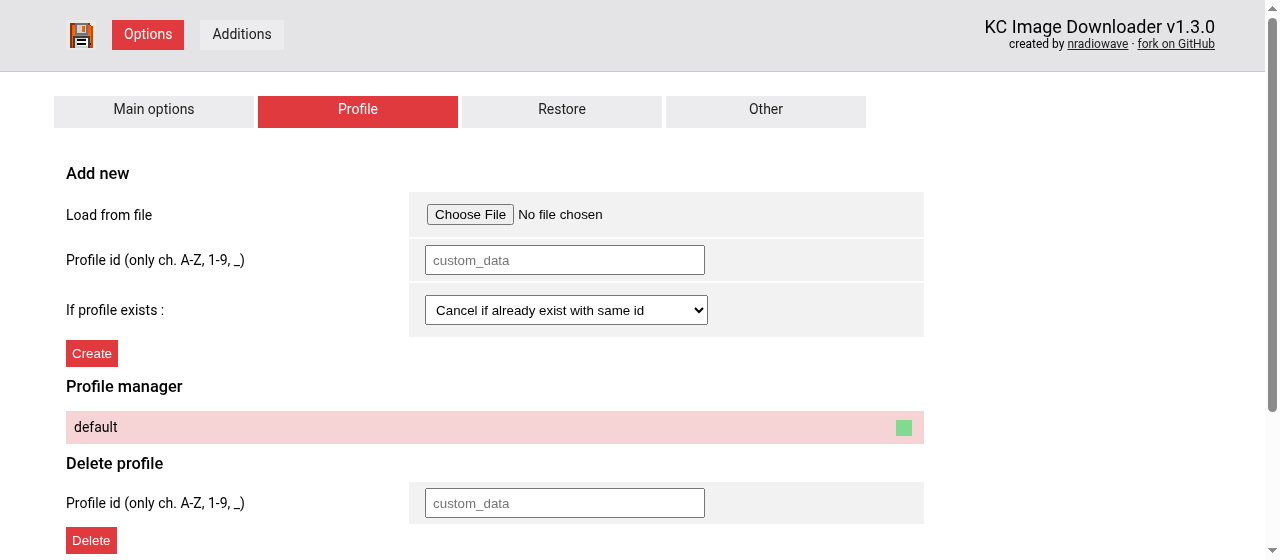 Options
Additions
KC Image Downloader v1.3.0
created by nradiowave · fork on GitHub
Main options
Profile
Restore
Other
Add new
Load from file
Choose File No file chosen
Profile id (only ch. A-Z, 1-9, _)
custom_data
If profile exists :
Cancel if already exist with same id
Create
Profile manager
default
Delete profile
Profile id (only ch. A-Z, 1-9, _)
custom_data
Delete